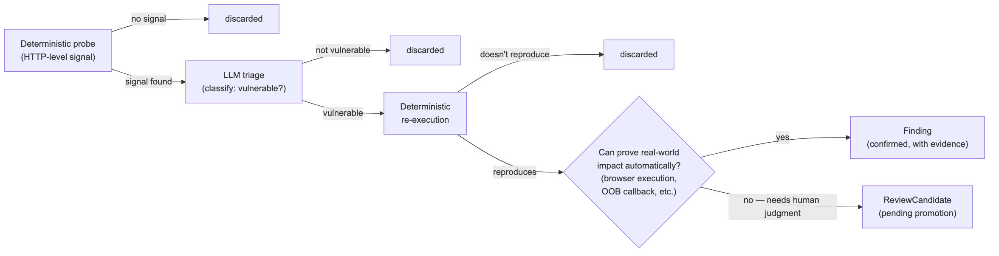 no signal
discarded
Deterministic probe
(HTTP-level signal)
signal found
LLM triage
(classify: vulnerable?)
not vulnerable
discarded
vulnerable
Deterministic
re-execution
doesn't reproduce
discarded
reproduces
Can prove real-world
impact automatically?
(browser execution,
OOB callback, etc.)
yes
Finding
(confirmed, with evidence)
no — needs human
judgment
ReviewCandidate
(pending promotion)